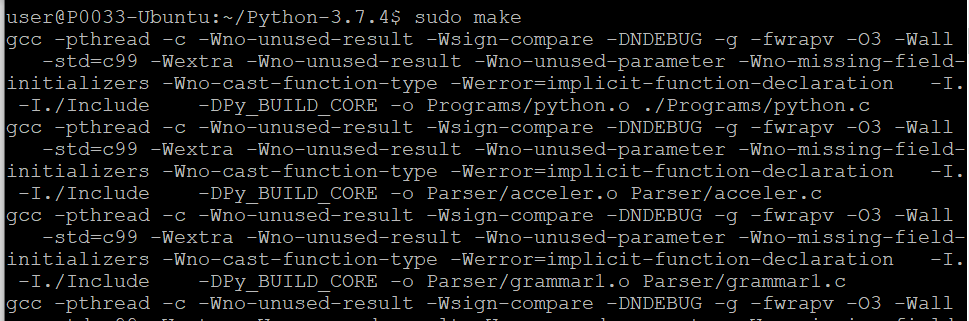 user@P0033-Ubuntu:~/Python-3.7.4$ sudo make
gcc -pthread -c -Wno-unused-result -Wsign-compare -DNDEBUG -g -fwrapv -O3 -Wall
-std=c99 -Wextra -Wno-unused-result -Wno-unused-parameter -Wno-missing-field-
initializers -Wno-cast-function-type -Werror=implicit-function-declaration -I.
-I./Include -DPy_BUILD_CORE -o Programs/python.o ./Programs/python.c
gcc -pthread -c -Wno-unused-result -Wsign-compare -DNDEBUG -g -fwrapv -O3 -Wall
-std=c99 -Wextra -Wno-unused-result -Wno-unused-parameter -Wno-missing-field-
initializers -Wno-cast-function-type -Werror=implicit-function-declaration -I.
-I./Include -DPy_BUILD_CORE -o Parser/acceler.o Parser/acceler.c
gcc -pthread -c -Wno-unused-result -Wsign-compare -DNDEBUG -g -fwrapv -O3 -Wall
-std=c99 -Wextra -Wno-unused-result -Wno-unused-parameter -Wno-missing-field-
initializers -Wno-cast-function-type -Werror=implicit-function-declaration -I.
-I./Include -DPy_BUILD_CORE -o Parser/grammar1.o Parser/grammar1.c
gcc -pthread -c -Wno-unused-result -Wsign-compare -DNDEBUG -g -fwrapv -O3 -Wall